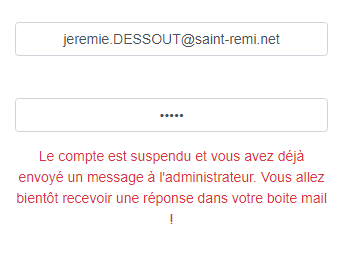 jeremie.DESSOUT@saint-remi.net
•••••
Le compte est suspendu et vous avez déjà
envoyé un message à l'administrateur. Vous allez
bientôt recevoir une réponse dans votre boite mail
!